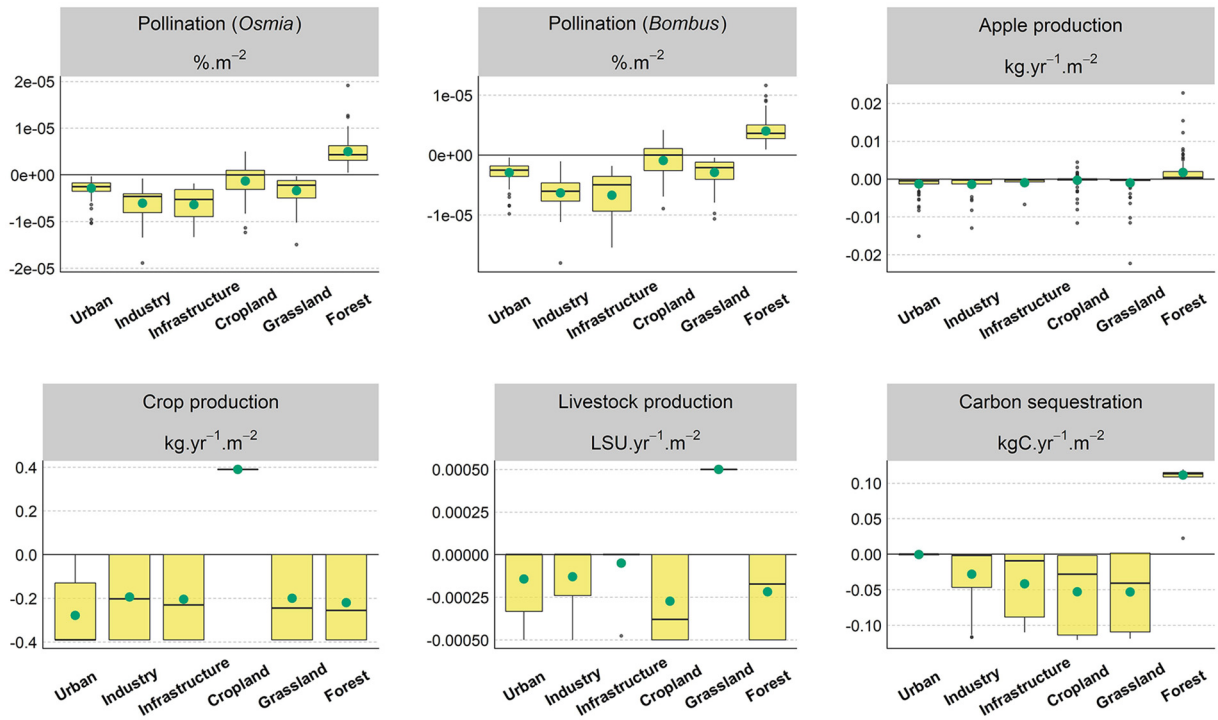 Pollination (Osmia)
%.m⁻²
2e-05
1e-05
0e+00
-1e-05
-2e-05
Urban
Industry
Infrastructure
Cropland
Grassland
Forest
Pollination (Bombus)
%.m⁻²
1e-05
0e+00
-1e-05
Urban
Industry
Infrastructure
Cropland
Grassland
Forest
Apple production
kg.yr⁻¹.m⁻²
0.02
0.01
0.00
-0.01
-0.02
Urban
Industry
Infrastructure
Cropland
Grassland
Forest
Crop production
kg.yr⁻¹.m⁻²
0.4
0.2
0.0
-0.2
-0.4
Urban
Industry
Infrastructure
Cropland
Grassland
Forest
Livestock production
LSU.yr⁻¹.m⁻²
0.00050
0.00025
0.00000
-0.00025
-0.00050
Urban
Industry
Infrastructure
Cropland
Grassland
Forest
Carbon sequestration
kgC.yr⁻¹.m⁻²
0.10
0.05
0.00
-0.05
-0.10
Urban
Industry
Infrastructure
Cropland
Grassland
Forest